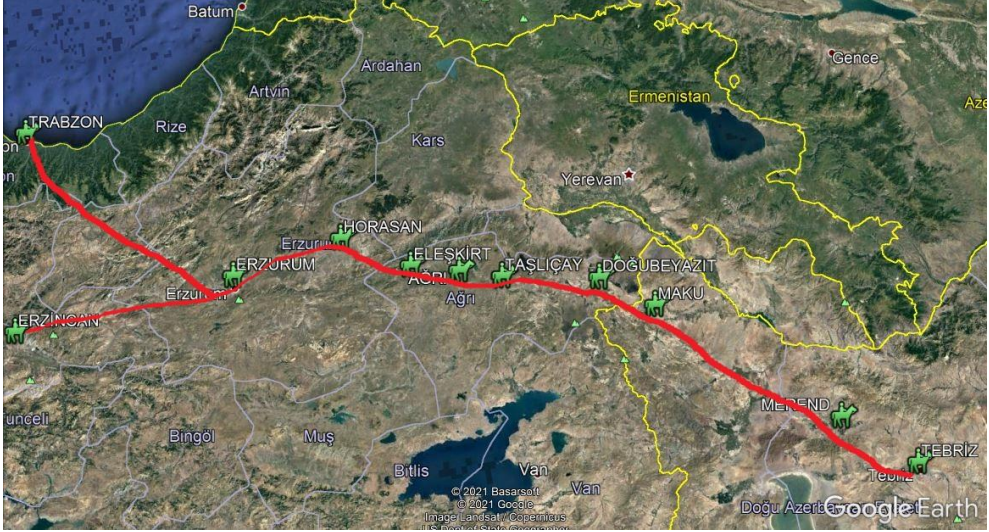 Batum
Gence
Ardahan
Artvin
Ermenistan
TRABZON
Rize
Kars
Yerevan
HORASAN
Erzurum
ELEŞKİRT
ERZURUM
TAŞLIÇAY
DOĞUBEYAZIT
AĞRI
Erzurum
Ağrı
MAKU
ERZİNCAN
MEREND
Bingöl
Muş
TEBRİZ
Bitlis
Van
Tebriz
Van
© 2021 Basarsoft
© 2021 Google
Image Landsat / Copernicus
Google Earth